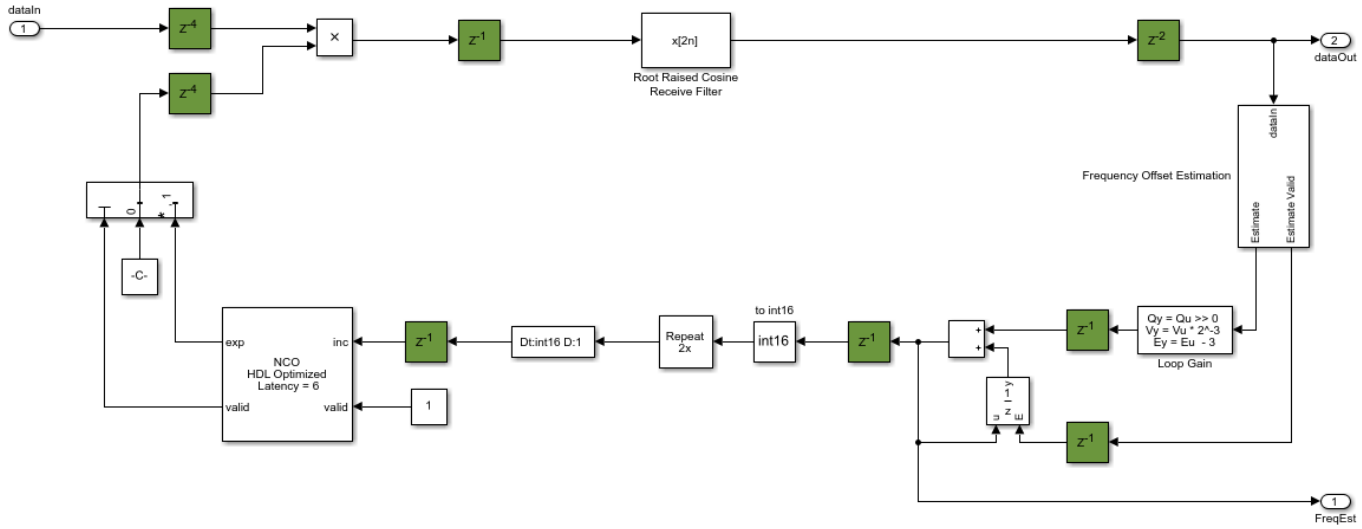 dataIn
1
z-4
×
z-1
x[2n]
Root Raised Cosine
Receive Filter
z-2
2
dataOut
z-4
dataIn
Frequency Offset Estimation
Estimate
Estimate Valid
T
0
*, 1
-C-
exp
inc
NCO
HDL Optimized
Latency = 6
valid
valid
1
z-1
Dt:int16 D:1
Repeat
2x
to int16
int16
z-1
+
+
z-1
Qy = Qu >> 0
Vy = Vu * 2^-3
Ey = Eu - 3
Loop Gain
y
1
z
u
E
z-1
1
FreqEst